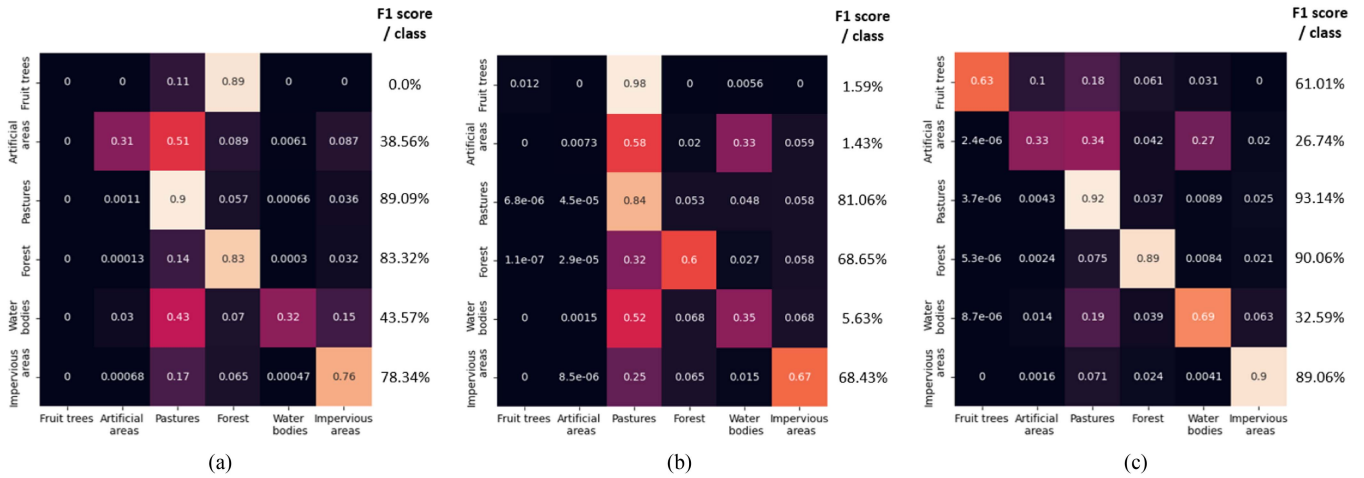 F1 score
/ class
Fruit trees
0 0 0.11 0.89 0 0
0.0%
Artificial
areas
0 0.31 0.51 0.089 0.0061 0.087
38.56%
Pastures
0 0.0011 0.9 0.057 0.00066 0.036
89.09%
Forest
0 0.00013 0.14 0.83 0.0003 0.032
83.32%
Water
bodies
0 0.03 0.43 0.07 0.32 0.15
43.57%
Impervious
areas
0 0.00068 0.17 0.065 0.00047 0.76
78.34%
Fruit trees Artificial Pastures Forest Water Impervious
areas bodies areas
(a)
F1 score
/ class
Fruit trees
0.012 0 0.98 0 0.0056 0
1.59%
Artificial
areas
0 0.0073 0.58 0.02 0.33 0.059
1.43%
Pastures
6.8e-06 4.5e-05 0.84 0.053 0.048 0.058
81.06%
Forest
1.1e-07 2.9e-05 0.32 0.6 0.027 0.058
68.65%
Water
bodies
0 0.0015 0.52 0.068 0.35 0.068
5.63%
Impervious
areas
0 8.5e-06 0.25 0.065 0.015 0.67
68.43%
Fruit trees Artificial Pastures Forest Water Impervious
areas bodies areas
(b)
F1 score
/ class
Fruit trees
0.63 0.1 0.18 0.061 0.031 0
61.01%
Artificial
areas
2.4e-06 0.33 0.34 0.042 0.27 0.02
26.74%
Pastures
3.7e-06 0.0043 0.92 0.037 0.0089 0.025
93.14%
Forest
5.3e-06 0.0024 0.075 0.89 0.0084 0.021
90.06%
Water
bodies
8.7e-06 0.014 0.19 0.039 0.69 0.063
32.59%
Impervious
areas
0 0.0016 0.071 0.024 0.0041 0.9
89.06%
Fruit trees Artificial Pastures Forest Water Impervious
areas bodies areas
(c)